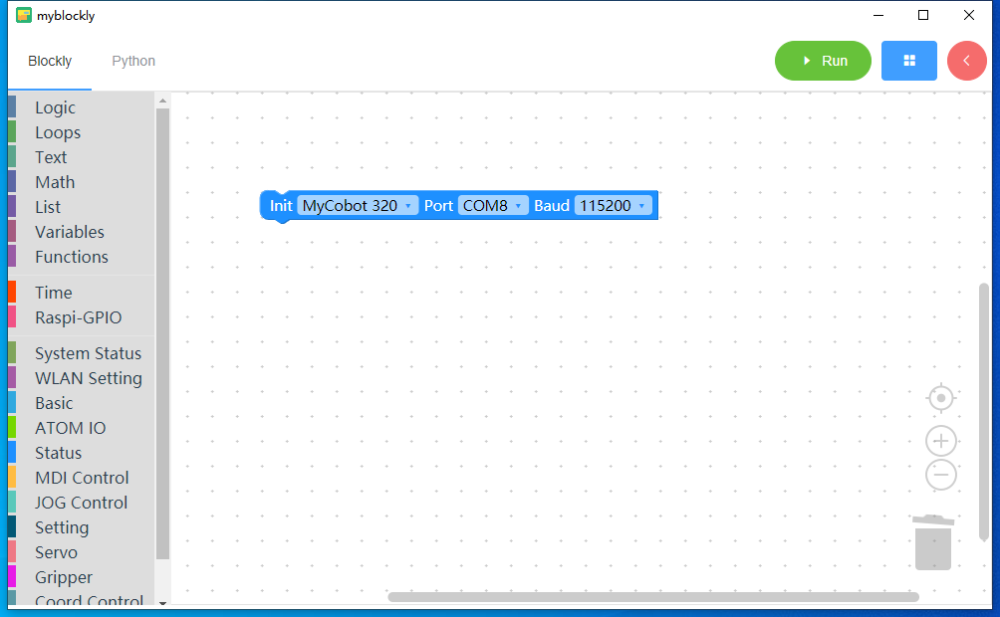 myblockly
Blockly Python Run
Logic
Loops
Text
Math
List
Variables
Functions
Time
Raspi-GPIO
System Status
WLAN Setting
Basic
ATOM IO
Status
MDI Control
JOG Control
Setting
Servo
Gripper
Coord Control
Init MyCobot 320 Port COM8 Baud 115200